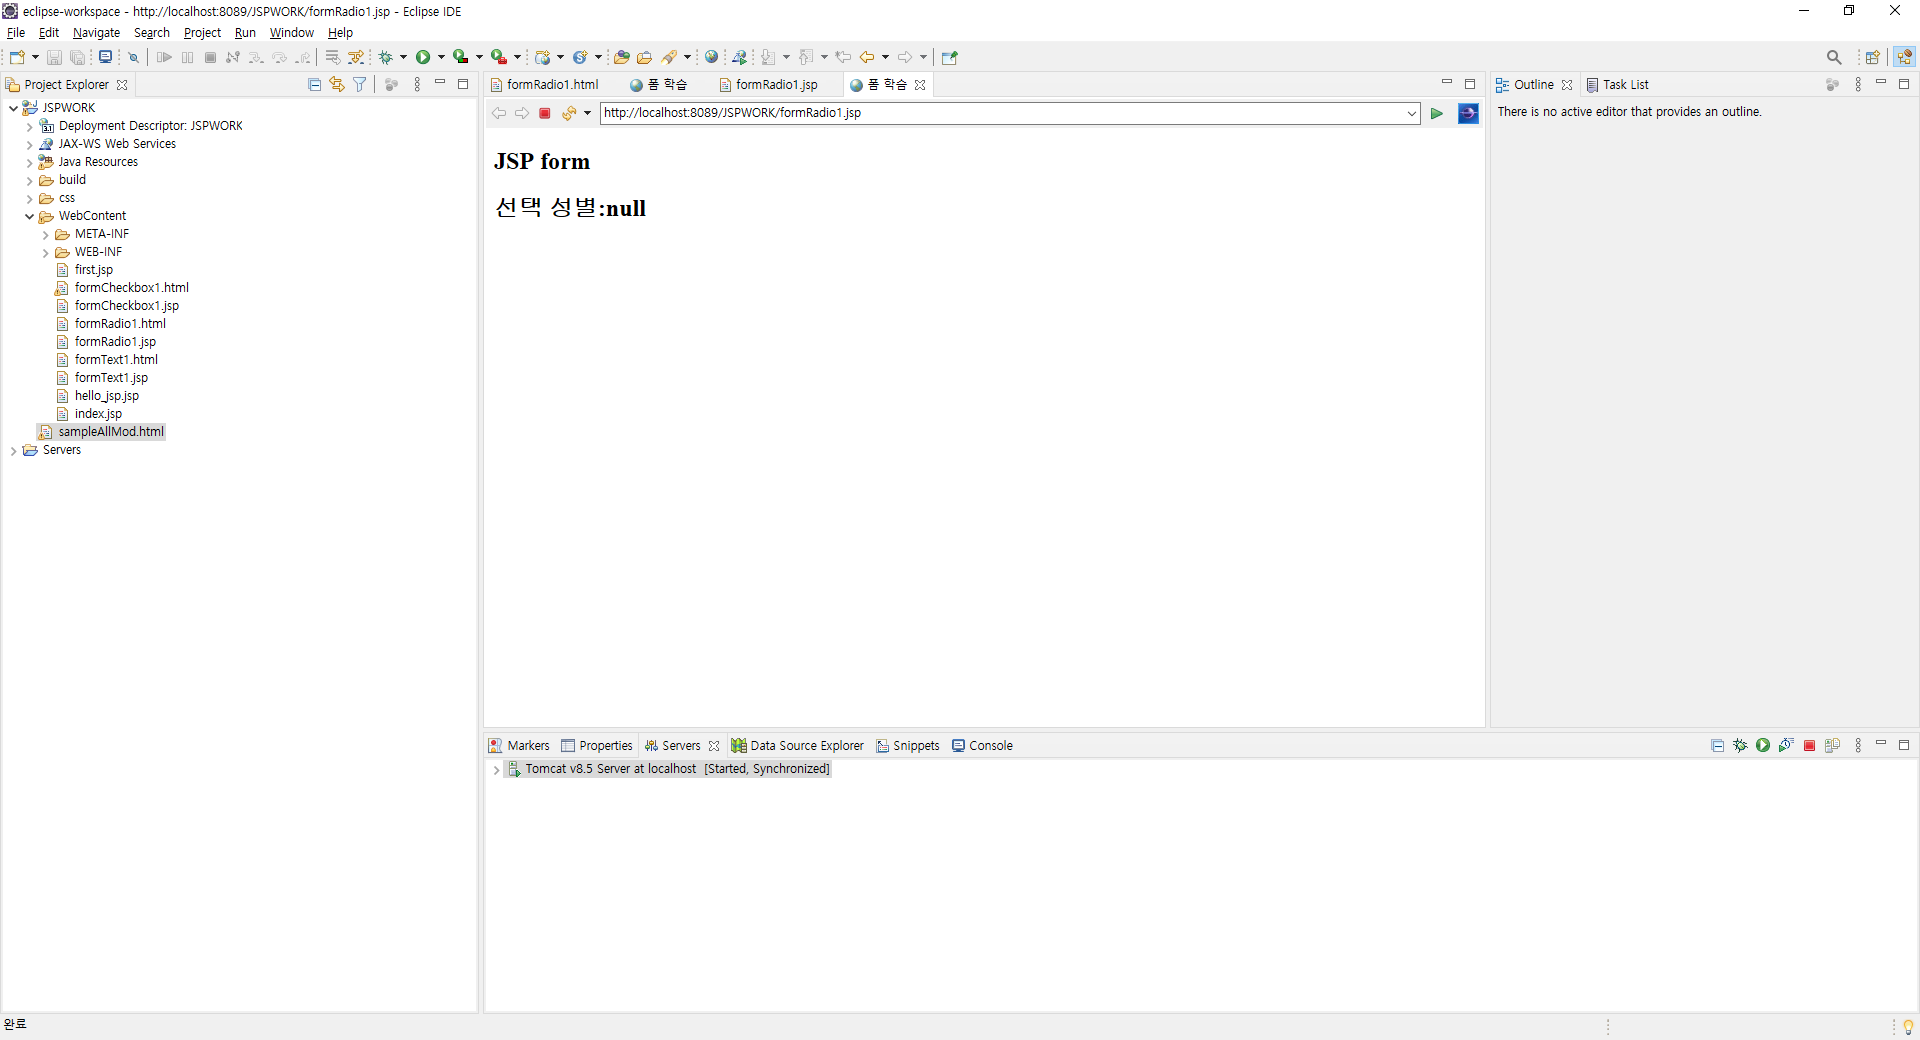 eclipse-workspace - http://localhost:8089/JSPWORK/formRadio1.jsp - Eclipse IDE
File Edit Navigate Search Project Run Window Help
Project Explorer
JSPWORK
Deployment Descriptor: JSPWORK
JAX-WS Web Services
Java Resources
build
css
WebContent
META-INF
WEB-INF
first.jsp
formCheckbox1.html
formCheckbox1.jsp
formRadio1.html
formRadio1.jsp
formText1.html
formText1.jsp
hello_jsp.jsp
index.jsp
sampleAllMod.html
Servers
formRadio1.html 폼 학습 formRadio1.jsp 폼 학습
http://localhost:8089/JSPWORK/formRadio1.jsp
JSP form
선택 성별:null
Outline Task List
There is no active editor that provides an outline.
Markers Properties Servers Data Source Explorer Snippets Console
Tomcat v8.5 Server at localhost [Started, Synchronized]
완료